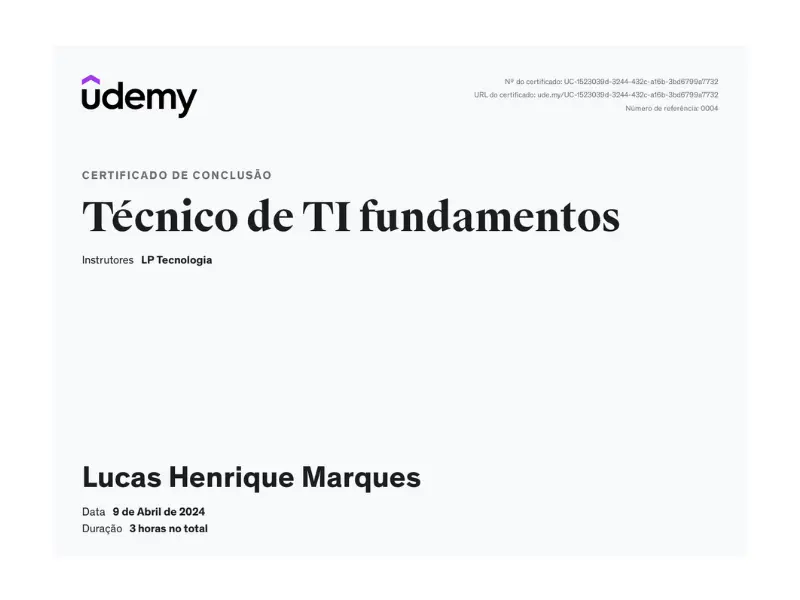 udemy
Nº do certificado: UC-1523039d-3244-432c-a16b-3bd6799a7732
URL do certificado: ude.my/UC-1523039d-3244-432c-a16b-3bd6799a7732
Número de referência: 0004
CERTIFICADO DE CONCLUSÃO
Técnico de TI fundamentos
Instrutores LP Tecnologia
Lucas Henrique Marques
Data 9 de Abril de 2024
Duração 3 horas no total